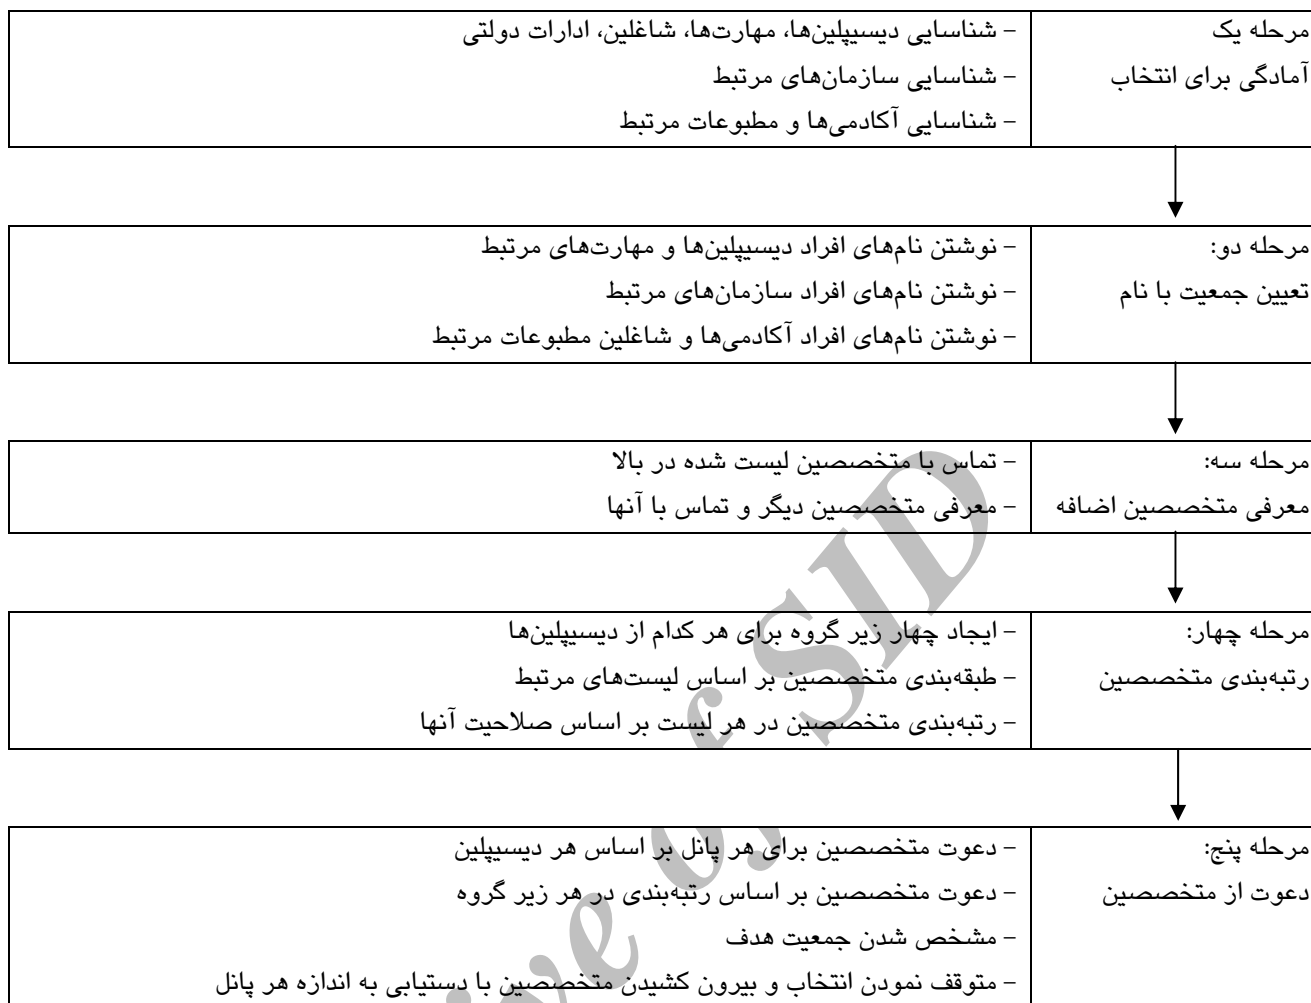 مرحله یک
آمادگی برای انتخاب
- شناسایی دیسیپلین‌ها، مهارت‌ها، شاغلین، ادارات دولتی
- شناسایی سازمان‌های مرتبط
- شناسایی آکادمی‌ها و مطبوعات مرتبط
مرحله دو:
تعیین جمعیت با نام
- نوشتن نام‌های افراد دیسیپلین‌ها و مهارت‌های مرتبط
- نوشتن نام‌های افراد سازمان‌های مرتبط
- نوشتن نام‌های افراد آکادمی‌ها و شاغلین مطبوعات مرتبط
مرحله سه:
معرفی متخصصین اضافه
- تماس با متخصصین لیست شده در بالا
- معرفی متخصصین دیگر و تماس با آنها
مرحله چهار:
رتبه‌بندی متخصصین
- ایجاد چهار زیر گروه برای هر کدام از دیسیپلین‌ها
- طبقه‌بندی متخصصین بر اساس لیست‌های مرتبط
- رتبه‌بندی متخصصین در هر لیست بر اساس صلاحیت آنها
مرحله پنج:
دعوت از متخصصین
- دعوت متخصصین برای هر پانل بر اساس هر دیسیپلین
- دعوت متخصصین بر اساس رتبه‌بندی در هر زیر گروه
- مشخص شدن جمعیت هدف
- متوقف نمودن انتخاب و بیرون کشیدن متخصصین با دستیابی به اندازه هر پانل
ive of SID